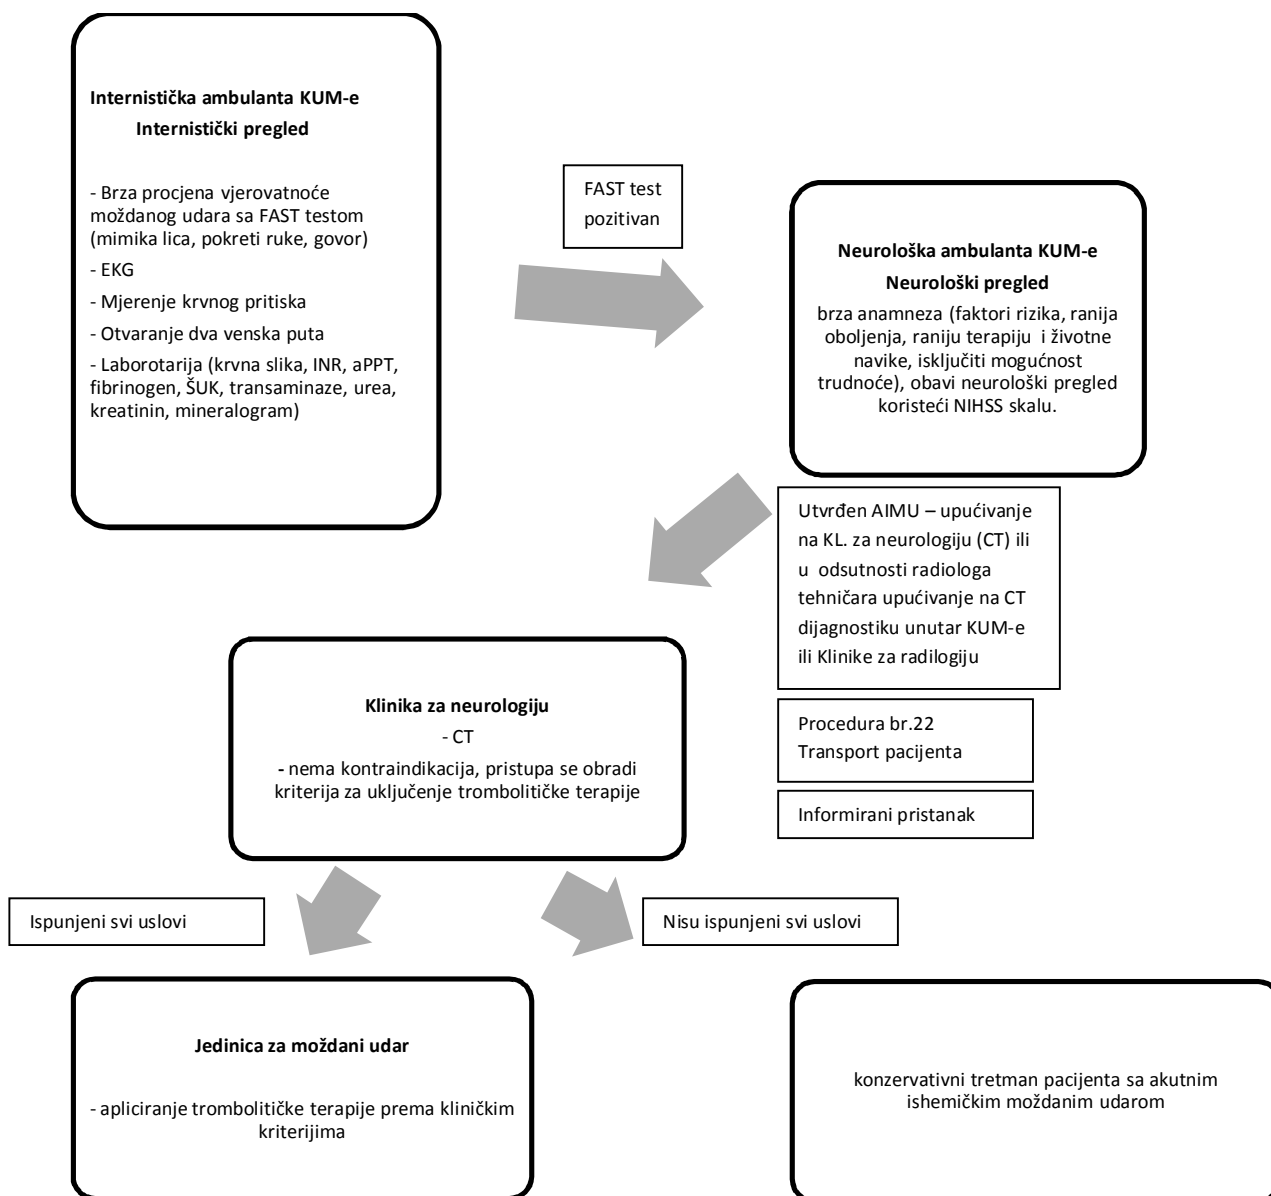 Internistička ambulanta KUM-e
Internistički pregled
- Brza procjena vjerovatnoće
moždanog udara sa FAST testom
(mimika lica, pokreti ruke, govor)
- EKG
- Mjerenje krvnog pritiska
- Otvaranje dva venska puta
- Laborotarija (krvna slika, INR, aPPT,
fibrinogen, ŠUK, transaminaze, urea,
kreatinin, mineralogram)
FAST test
pozitivan
Neurološka ambulanta KUM-e
Neurološki pregled
brza anamneza (faktori rizika, ranija
oboljenja, raniju terapiju i životne
navike, isključiti mogućnost
trudnoće), obavi neurološki pregled
koristeći NIHSS skalu.
Utvrđen AIMU – upućivanje
na KL. za neurologiju (CT) ili
u odsutnosti radiologa
tehničara upućivanje na CT
dijagnostiku unutar KUM-e
ili Klinike za radilogiju
Procedura br.22
Transport pacijenta
Informirani pristanak
Klinika za neurologiju
- CT
- nema kontraindikacija, pristupa se obradi
kriterija za uključenje trombolitičke terapije
Ispunjeni svi uslovi
Nisu ispunjeni svi uslovi
Jedinica za moždani udar
- apliciranje trombolitičke terapije prema kliničkim
kriterijima
konzervativni tretman pacijenta sa akutnim
ishemičkim moždanim udarom